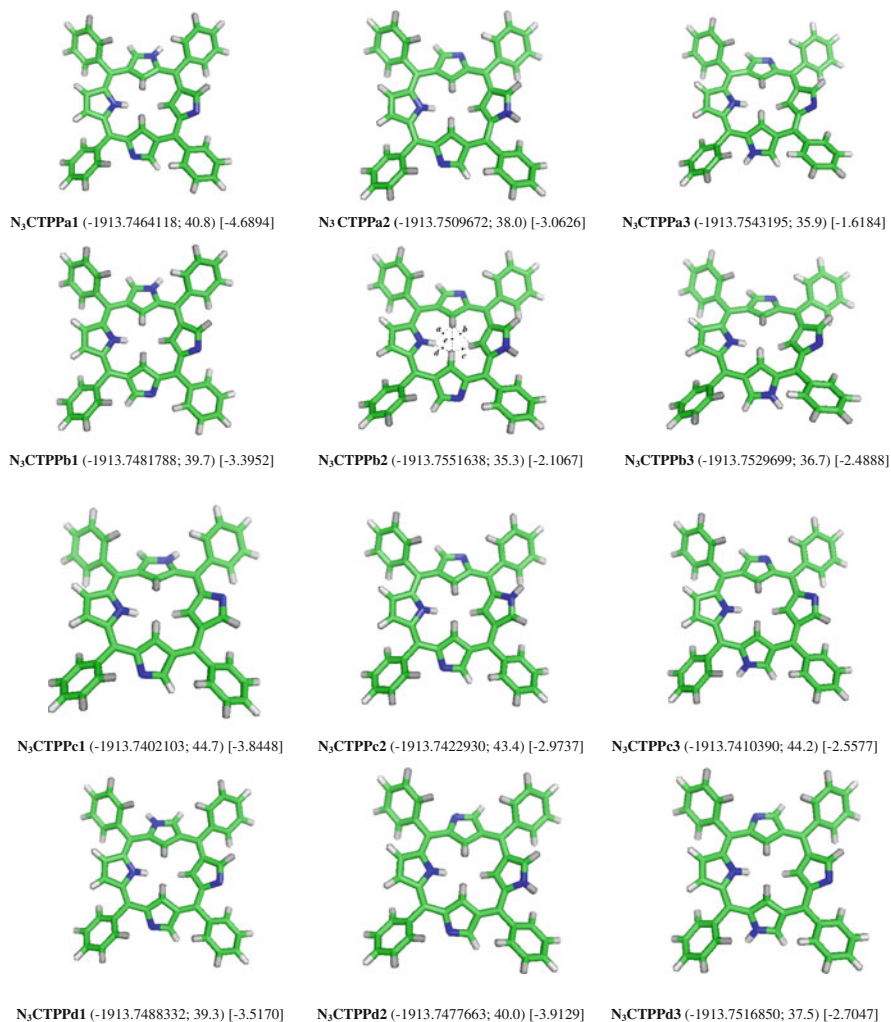 N₃CTPPa1 (-1913.7464118; 40.8) [-4.6894] N₃ CTPPa2 (-1913.7509672; 38.0) [-3.0626] N₃CTPPa3 (-1913.7543195; 35.9) [-1.6184]
a b
e
d c
N₃CTPPb1 (-1913.7481788; 39.7) [-3.3952] N₃CTPPb2 (-1913.7551638; 35.3) [-2.1067] N₃CTPPb3 (-1913.7529699; 36.7) [-2.4888]
N₃CTPPc1 (-1913.7402103; 44.7) [-3.8448] N₃CTPPc2 (-1913.7422930; 43.4) [-2.9737] N₃CTPPc3 (-1913.7410390; 44.2) [-2.5577]
N₃CTPPd1 (-1913.7488332; 39.3) [-3.5170] N₃CTPPd2 (-1913.7477663; 40.0) [-3.9129] N₃CTPPd3 (-1913.7516850; 37.5) [-2.7047]